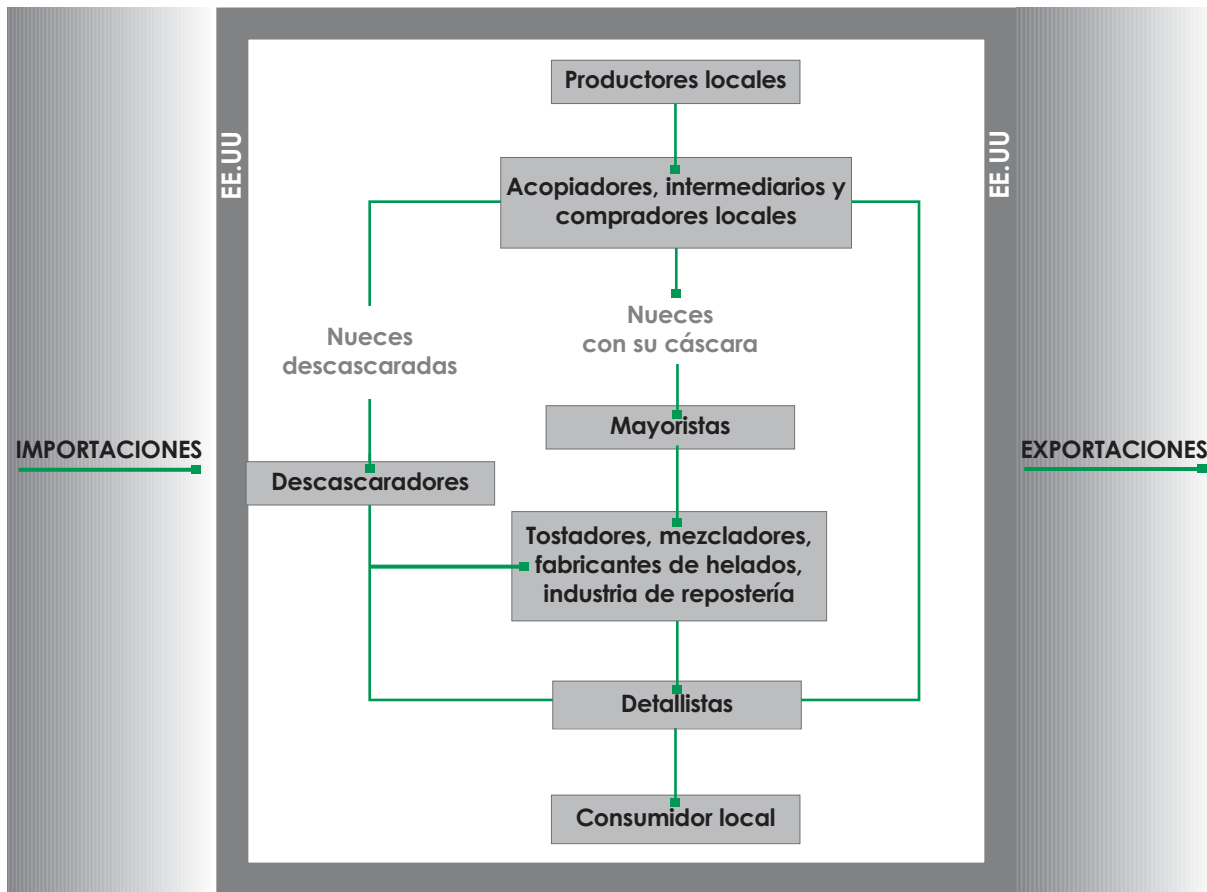 Productores locales
EE.UU
EE.UU
Acopiadores, intermediarios y
compradores locales
Nueces
descascaradas
Nueces
con su cáscara
Mayoristas
IMPORTACIONES
EXPORTACIONES
Descascaradores
Tostadores, mezcladores,
fabricantes de helados,
industria de repostería
Detallistas
Consumidor local